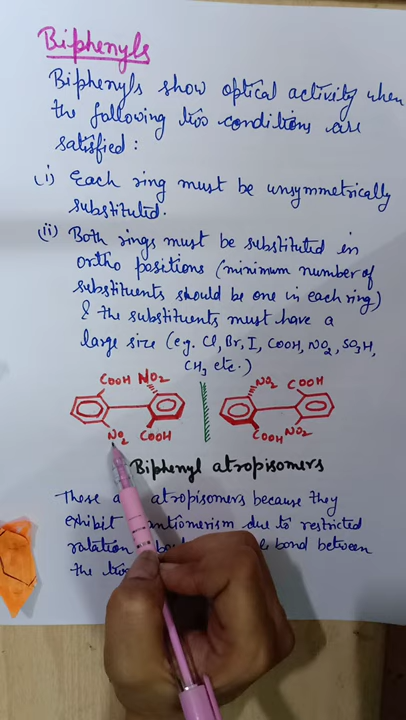 Biphenyls
Biphenyls show optical activity when
the following two conditions are
satisfied:
(i) Each ring must be unsymmetrically
substituted.
(ii) Both rings must be substituted in
ortho positions (minimum number of
substituents should be one in each ring)
& the substituents must have a
large size (e.g. Cl, Br, I, COOH, NO2, SO3H,
CH3 etc.)
COOH NO2 NO2 COOH
NO2 COOH COOH NO2
Biphenyl atropisomers
These atropisomers because they
exhibit due to restricted
bond between
the